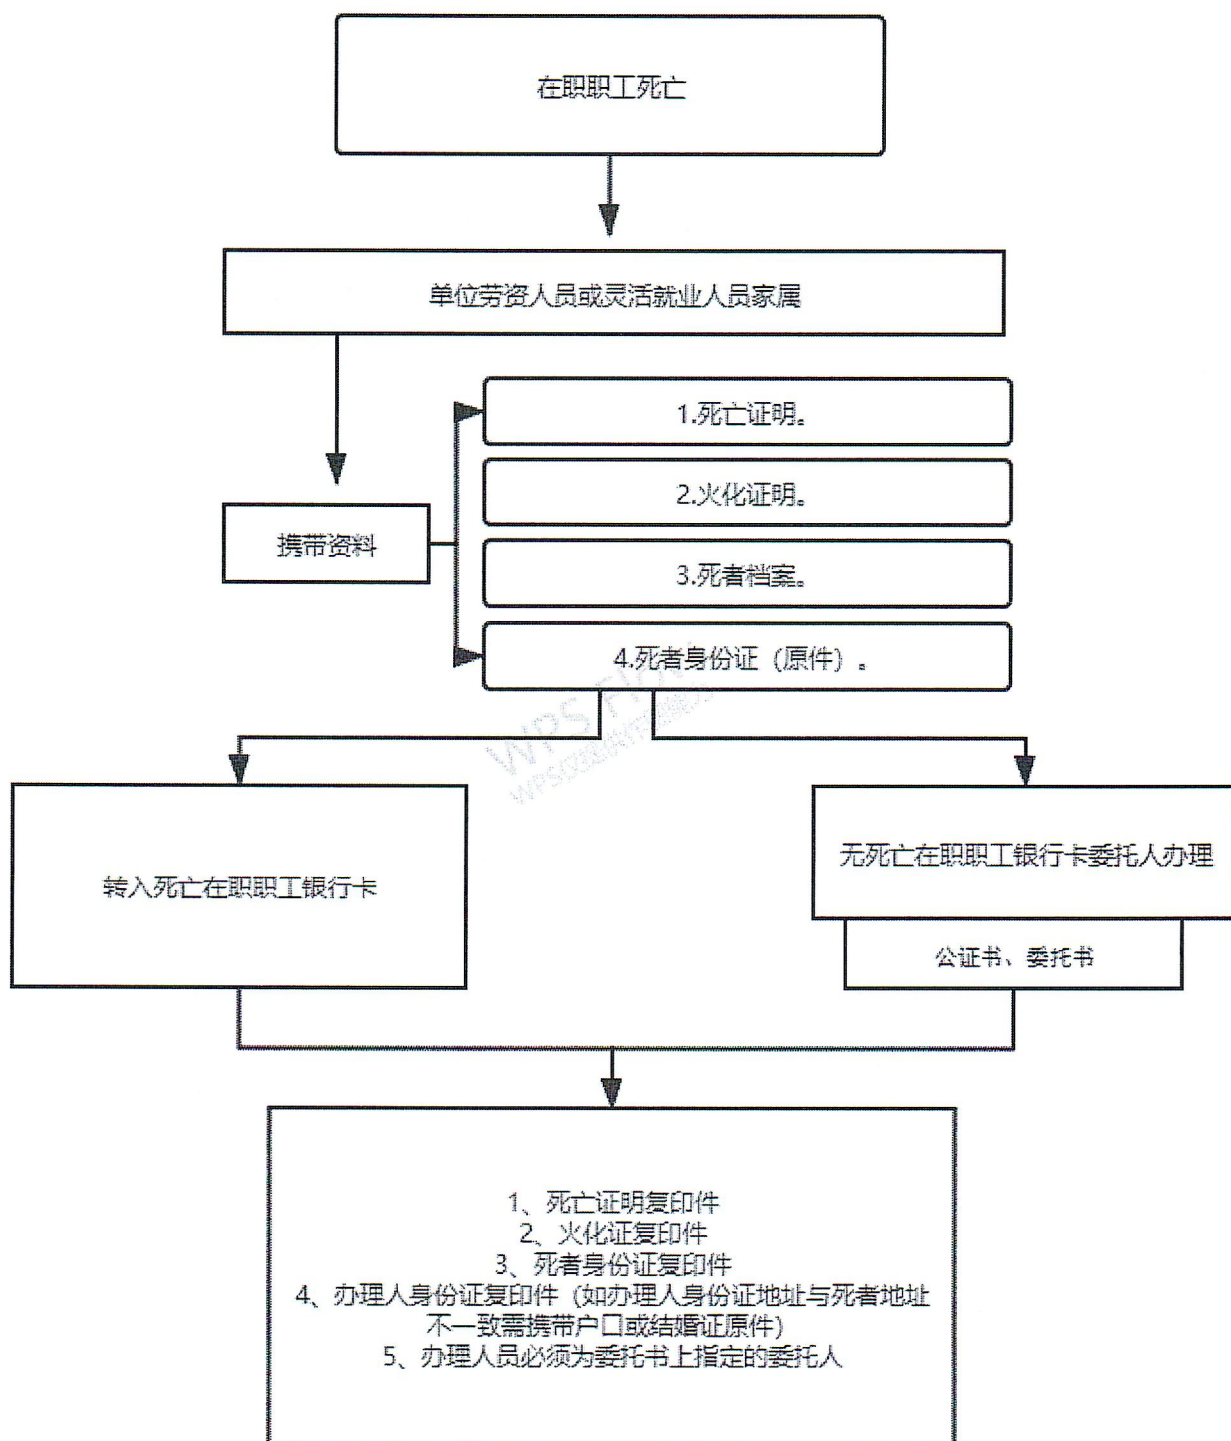 在职职工死亡
单位劳资人员或灵活就业人员家属
1.死亡证明。
2.火化证明。
携带资料
3.死者档案。
4.死者身份证（原件）。
转入死亡在职职工银行卡
无死亡在职职工银行卡委托人办理
公证书、委托书
1、死亡证明复印件
2、火化证复印件
3、死者身份证复印件
4、办理人身份证复印件（如办理人身份证地址与死者地址
不一致需携带户口或结婚证原件）
5、办理人员必须为委托书上指定的委托人